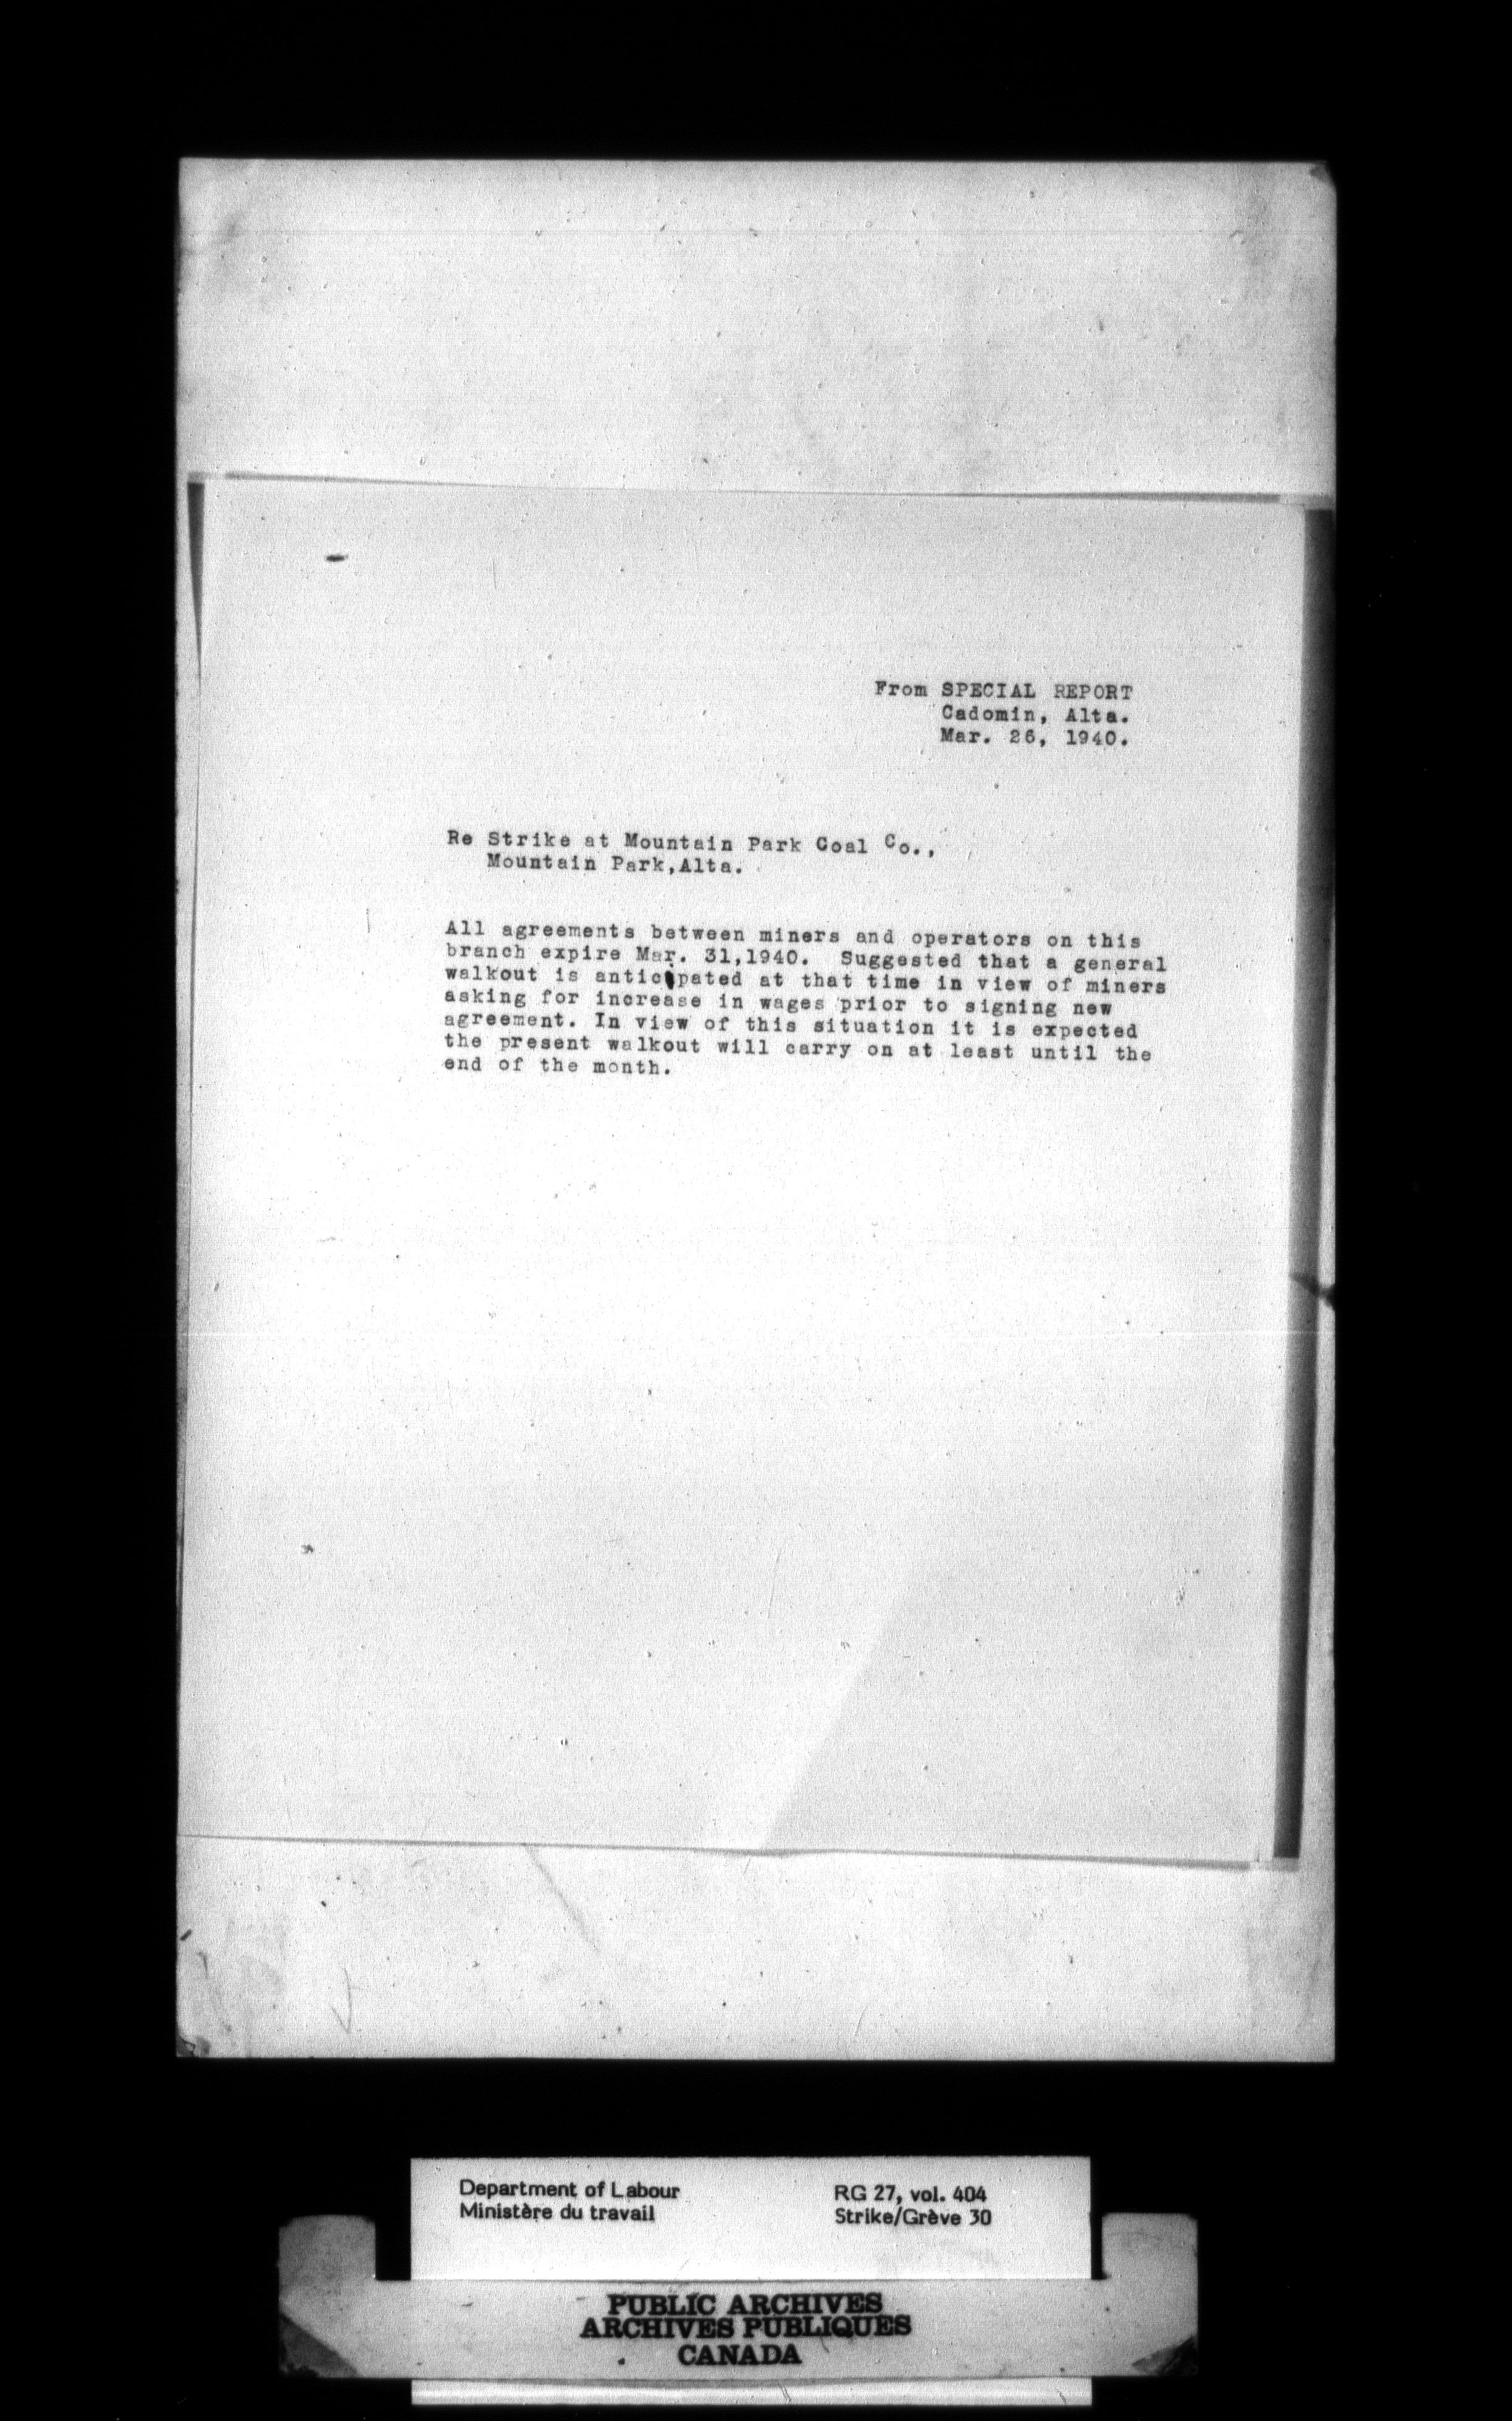 From SPECIAL REPORT
Cadomin, Alta.
Mar. 26, 1940.
Re Strike at Mountain Park Coal Co.,
Mountain Park,Alta.
All agreements between miners and operators on this
branch expire Mar. 31,1940. Suggested that a general
walkout is anticipated at that time in view of miners
asking for increase in wages prior to signing new
agreement. In view of this situation it is expected
the present walkout will carry on at least until the
end of the month.
Department of Labour
Ministère du travail
RG 27, vol. 404
Strike/Grève 30
PUBLIC ARCHIVES
ARCHIVES PUBLIQUES
CANADA